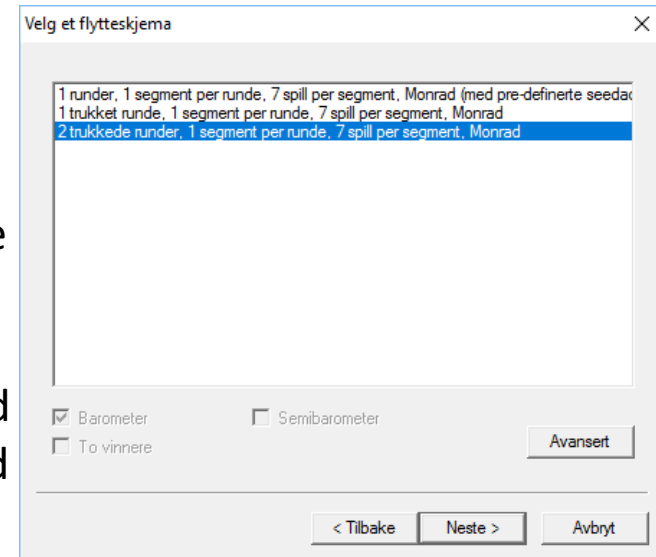 Velg et flytteskjema
1 runder, 1 segment per runde, 7 spill per segment, Monrad (med pre-definerte
1 trukket runde, 1 segment per runde, 7 spill per segment, Monrad
2 trukkede runder, 1 segment per runde, 7 spill per segment, Monrad
Barometer
Semibarometer
To vinnere
Avansert
< Tilbake
Neste >
Avbryt